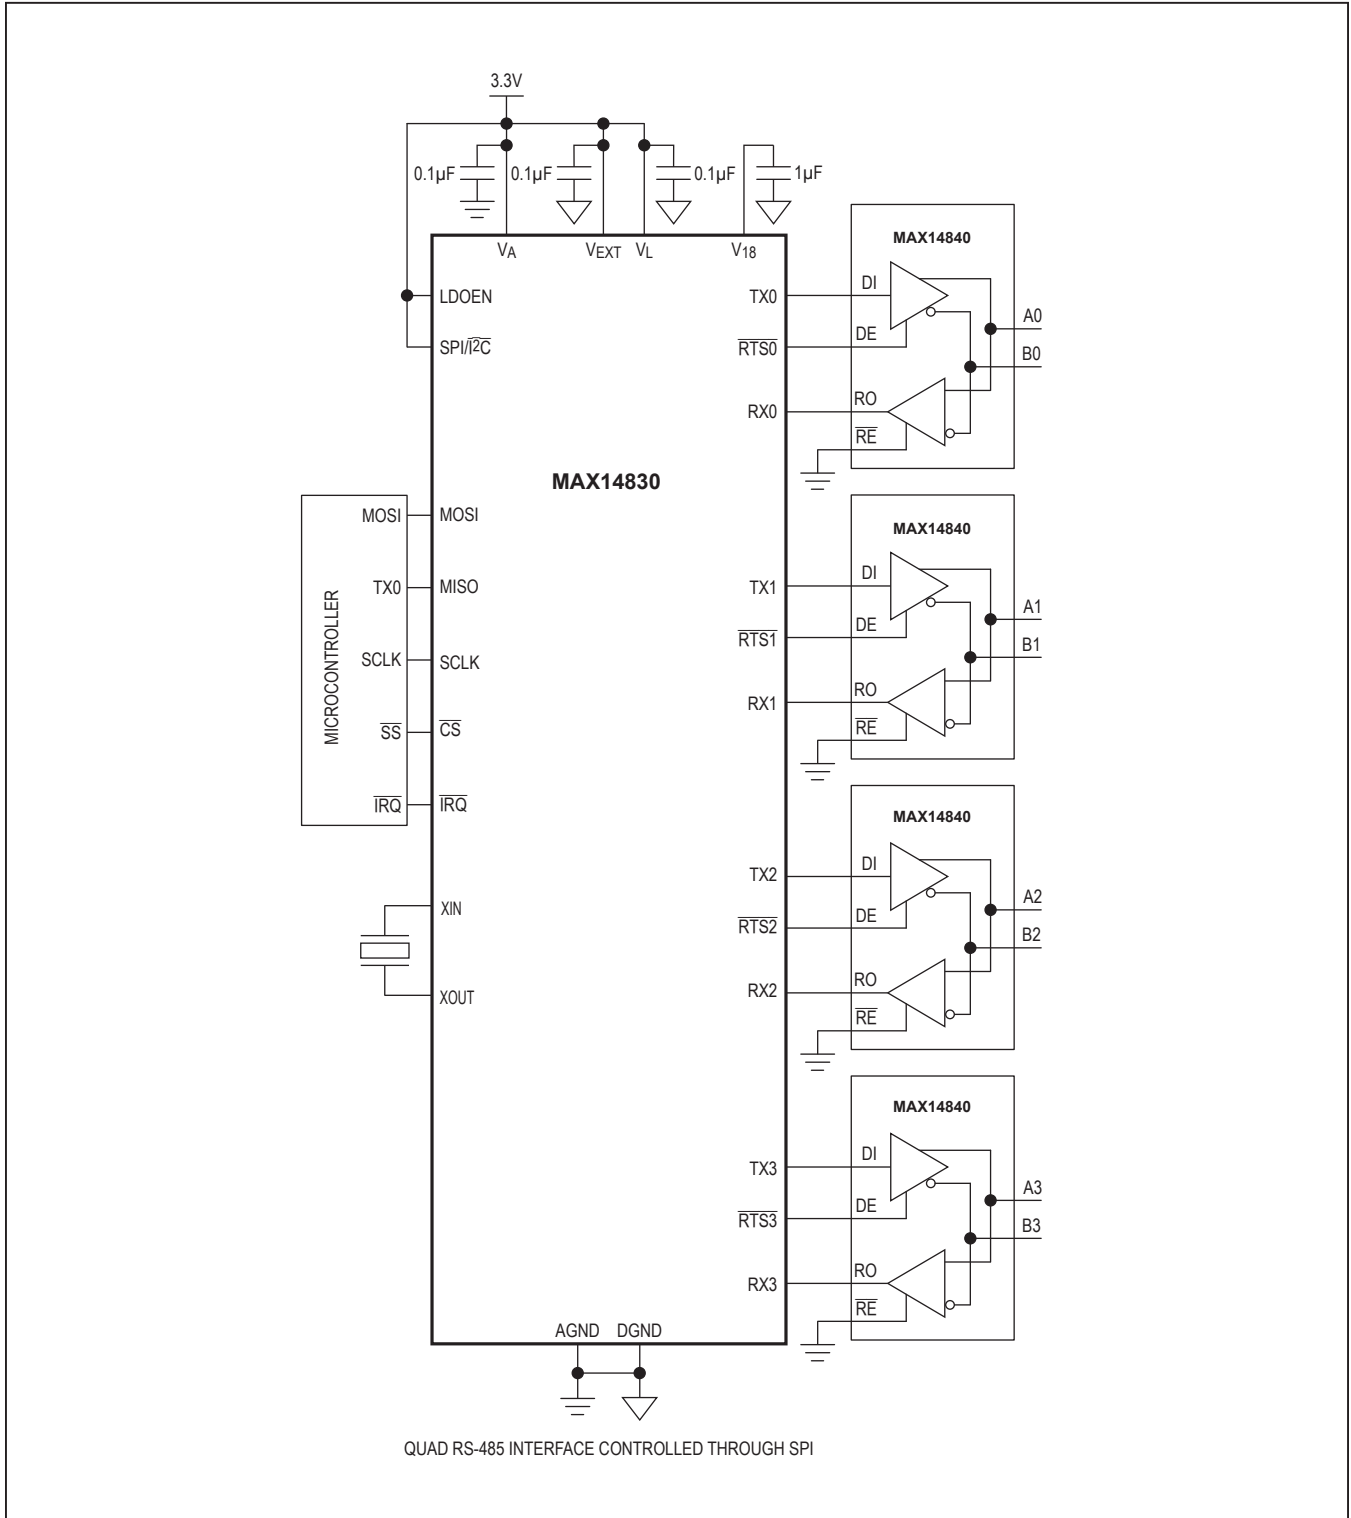 3.3V
0.1µF
0.1µF
0.1µF
1µF
VA
VEXT
VL
V18
LDOEN
SPI/I2C
MAX14830
MICROCONTROLLER
MOSI
MOSI
TX0
MISO
SCLK
SCLK
SS
CS
IRQ
IRQ
XIN
XOUT
AGND
DGND
TX0
RTS0
RX0
MAX14840
DI
DE
RO
RE
A0
B0
TX1
RTS1
RX1
MAX14840
DI
DE
RO
RE
A1
B1
TX2
RTS2
RX2
MAX14840
DI
DE
RO
RE
A2
B2
TX3
RTS3
RX3
MAX14840
DI
DE
RO
RE
A3
B3
QUAD RS-485 INTERFACE CONTROLLED THROUGH SPI